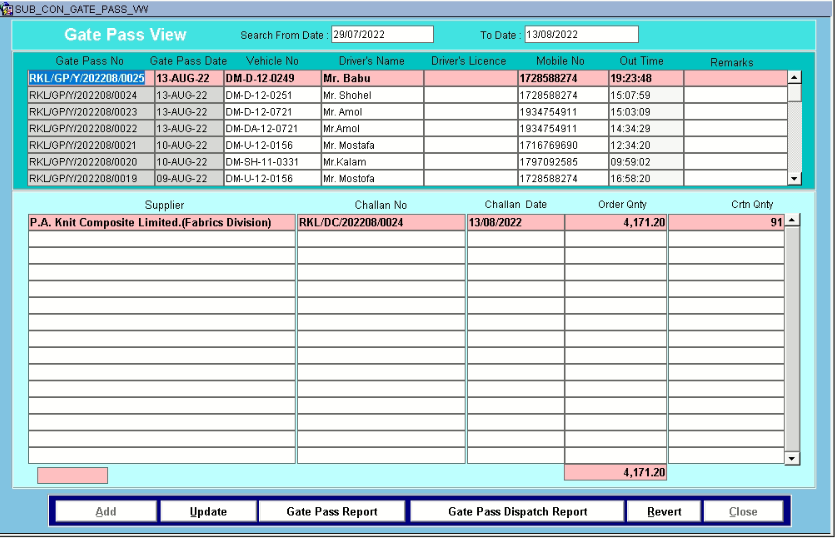 SUB_CON_GATE_PASS_VW
Gate Pass View Search From Date : 29/07/2022 To Date : 13/08/2022
Gate Pass No Gate Pass Date Vehicle No Driver's Name Driver's Licence Mobile No Out Time Remarks
RKL/GP/Y/202208/0025 13-AUG-22 DM-D-12-0249 Mr. Babu 1728588274 19:23:48
RKL/GP/Y/202208/0024 13-AUG-22 DM-D-12-0251 Mr. Shohel 1728588274 15:07:59
RKL/GP/Y/202208/0023 13-AUG-22 DM-D-12-0721 Mr. Amol 1934754911 15:03:09
RKL/GP/Y/202208/0022 13-AUG-22 DM-DA-12-0721 Mr.Amol 1934754911 14:34:29
RKL/GP/Y/202208/0021 10-AUG-22 DM-U-12-0156 Mr. Mostafa 1716769690 12:34:20
RKL/GP/Y/202208/0020 10-AUG-22 DM-SH-11-0331 Mr.Kalam 1797092585 09:59:02
RKL/GP/Y/202208/0019 09-AUG-22 DM-U-12-0156 Mr. Mostofa 1728588274 16:58:20
Supplier Challan No Challan Date Order Qnty Crtn Qnty
P.A. Knit Composite Limited.(Fabrics Division) RKL/DC/202208/0024 13/08/2022 4,171.20 91
4,171.20
Add Update Gate Pass Report Gate Pass Dispatch Report Revert Close